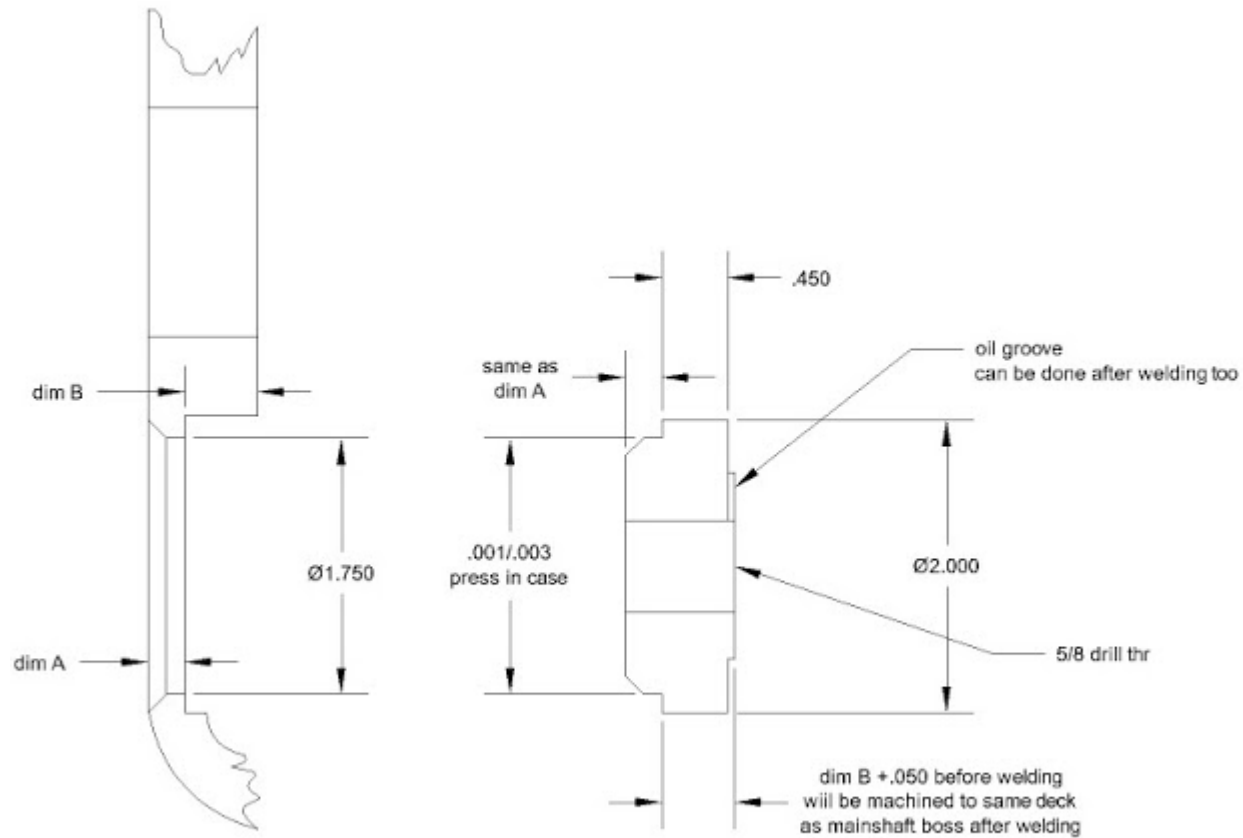 .450
oil groove
can be done after welding too
same as
dim A
dim B
Ø1.750
.001/.003
press in case
Ø2.000
dim A
5/8 drill thr
dim B +.050 before welding
wiil be machined to same deck
as mainshaft boss after welding